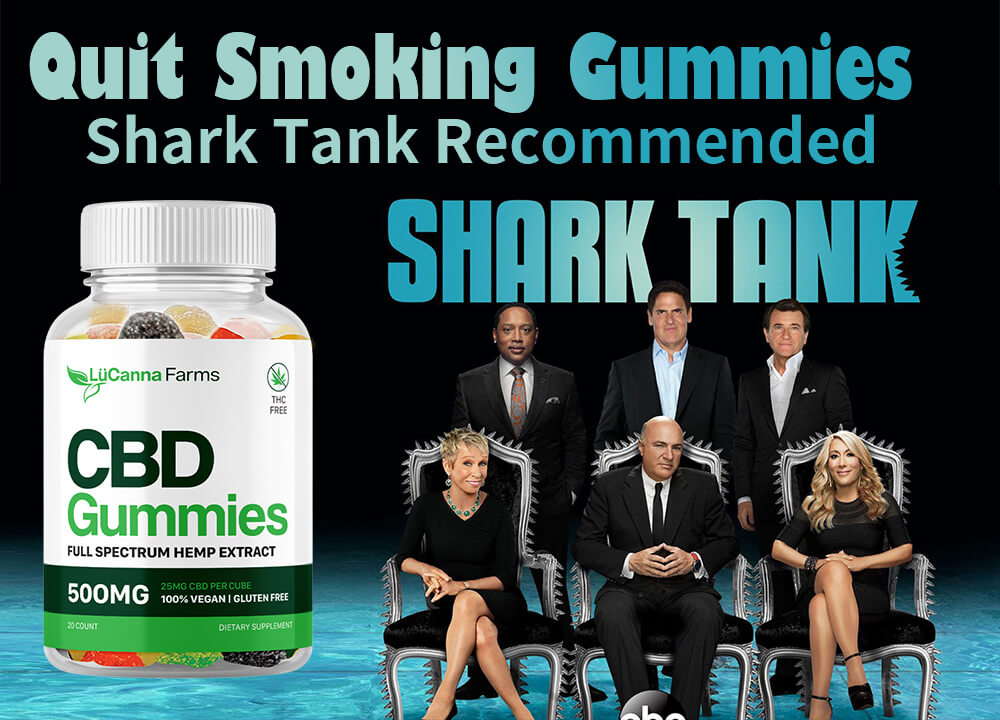 Quit Smoking Gummies
Shark Tank Recommended
SHARK TANK
LüCanna Farms
THC
FREE
CBD
Gummies
FULL SPECTRUM HEMP EXTRACT
500MG
25MG CBD PER CUBE
100% VEGAN | GLUTEN FREE
20 COUNT
DIETARY SUPPLEMENT
abc